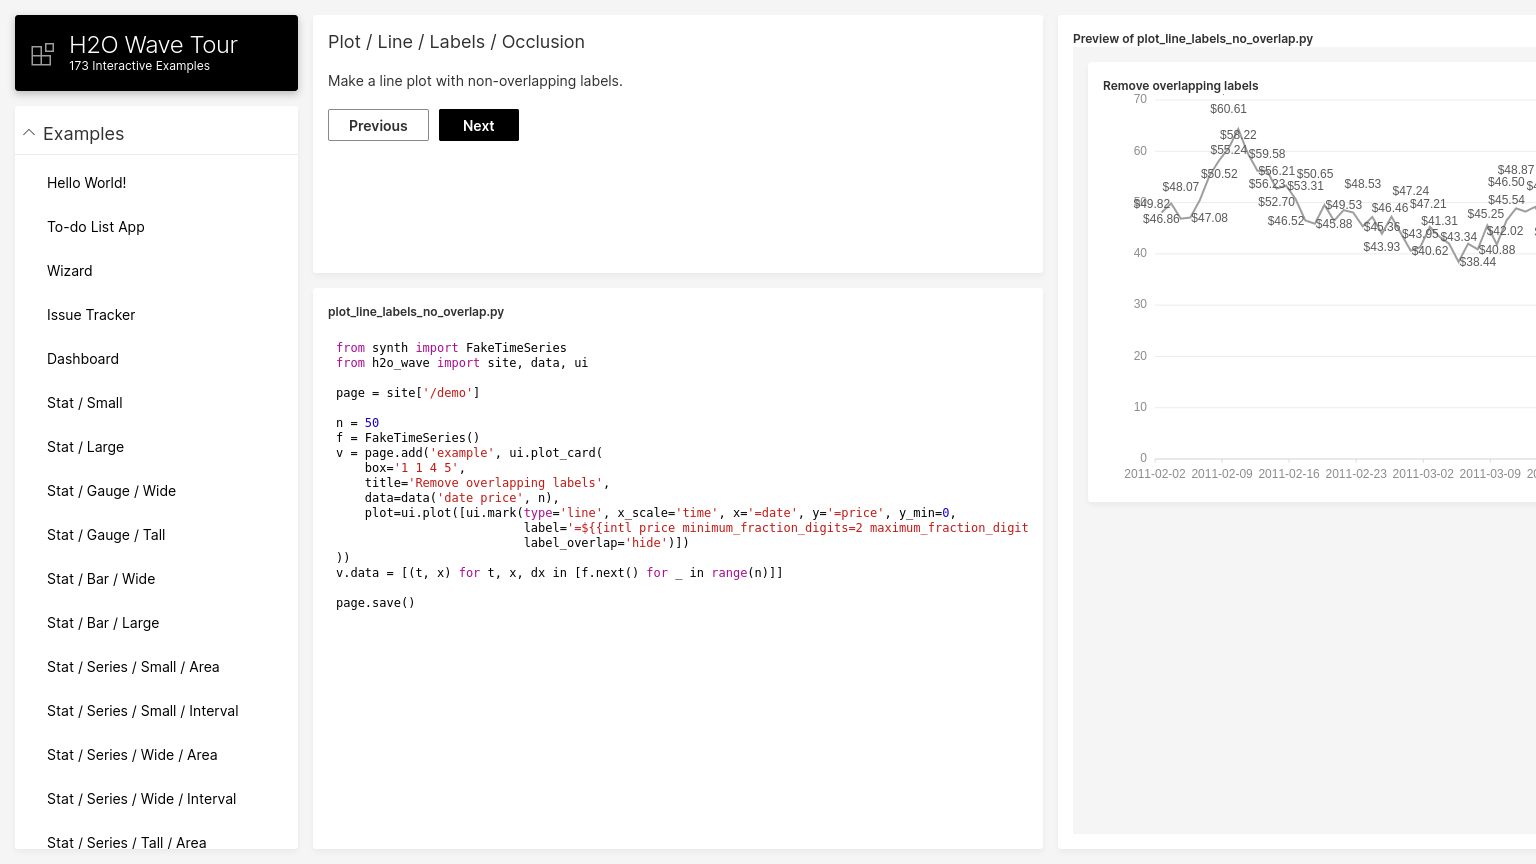 H2O Wave Tour
173 Interactive Examples
Examples
Hello World!
To-do List App
Wizard
Issue Tracker
Dashboard
Stat / Small
Stat / Large
Stat / Gauge / Wide
Stat / Gauge / Tall
Stat / Bar / Wide
Stat / Bar / Large
Stat / Series / Small / Area
Stat / Series / Small / Interval
Stat / Series / Wide / Area
Stat / Series / Wide / Interval
Stat / Series / Tall / Area
Plot / Line / Labels / Occlusion
Make a line plot with non-overlapping labels.
Previous
Next
plot_line_labels_no_overlap.py
from synth import FakeTimeSeries
from h2o_wave import site, data, ui
page = site['/demo']
n = 50
f = FakeTimeSeries()
v = page.add('example', ui.plot_card(
    box='1 1 4 5',
    title='Remove overlapping labels',
    data=data('date price', n),
    plot=ui.plot([ui.mark(type='line', x_scale='time', x='=date', y='=price', y_min=0,
                          label='=${{intl price minimum_fraction_digits=2 maximum_fraction_digit
                          label_overlap='hide')])
))
v.data = [(t, x) for t, x, dx in [f.next() for _ in range(n)]]
page.save()
Preview of plot_line_labels_no_overlap.py
Remove overlapping labels
70
60
50
40
30
20
10
0
$49.82
$46.86
$48.07
$47.08
$50.52
$55.24
$58.22
$60.61
$59.58
$56.21
$56.23
$52.70
$53.31
$50.65
$46.52
$45.88
$49.53
$48.53
$45.36
$46.46
$43.93
$47.24
$43.95
$40.62
$47.21
$41.31
$43.34
$38.44
$45.25
$40.88
$42.02
$45.54
$46.50
$48.87
2011-02-02
2011-02-09
2011-02-16
2011-02-23
2011-03-02
2011-03-09
20